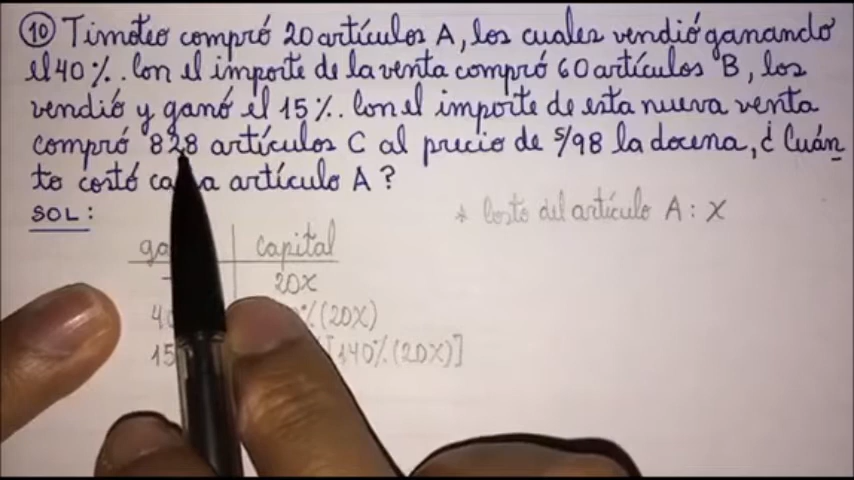 10 Timoteo compró 20 artículos A, los cuales vendió ganando
el 40%. Con el importe de la venta compró 60 artículos B, los
vendió y ganó el 15%. Con el importe de esta nueva venta
compró 828 artículos C al precio de S/98 la docena, ¿ Cuán-
to costó artículo A?
SOL:
* Costo del artículo A: X
capital
20X
%(20X)
15 [140%(20X)]